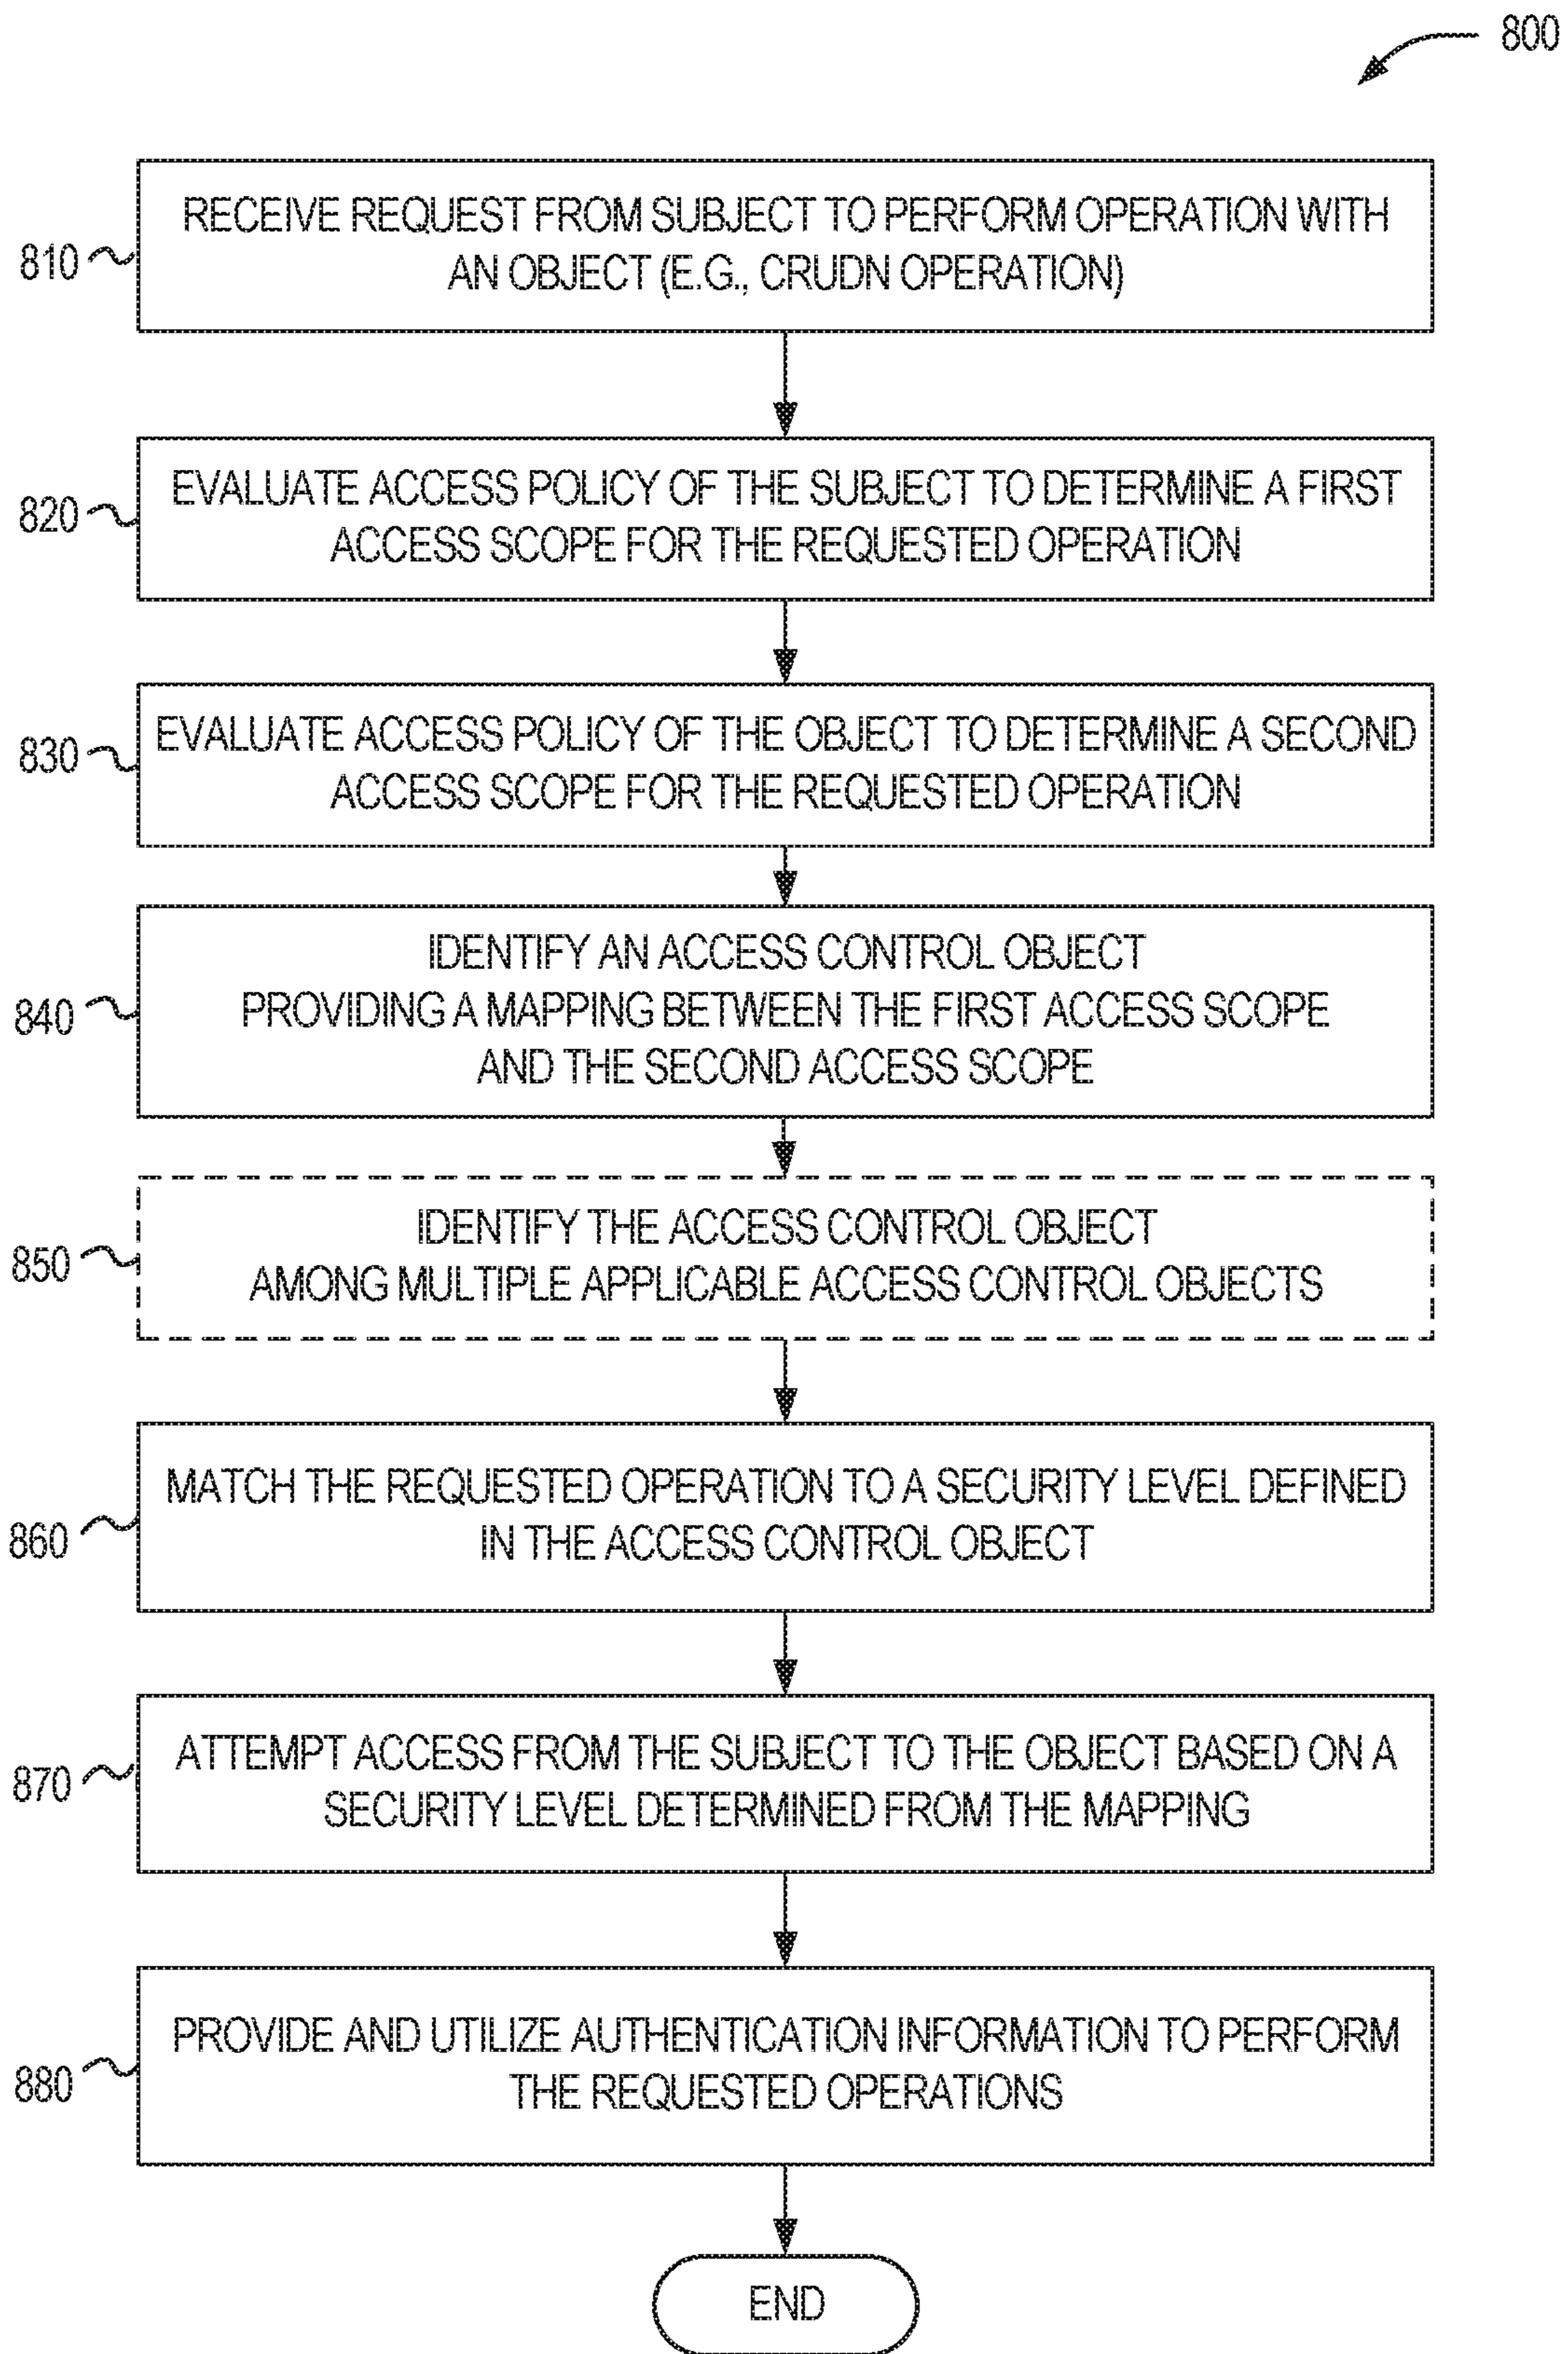 800
810
RECEIVE REQUEST FROM SUBJECT TO PERFORM OPERATION WITH
AN OBJECT (E.G., CRUDN OPERATION)
820
EVALUATE ACCESS POLICY OF THE SUBJECT TO DETERMINE A FIRST
ACCESS SCOPE FOR THE REQUESTED OPERATION
830
EVALUATE ACCESS POLICY OF THE OBJECT TO DETERMINE A SECOND
ACCESS SCOPE FOR THE REQUESTED OPERATION
840
IDENTIFY AN ACCESS CONTROL OBJECT
PROVIDING A MAPPING BETWEEN THE FIRST ACCESS SCOPE
AND THE SECOND ACCESS SCOPE
850
IDENTIFY THE ACCESS CONTROL OBJECT
AMONG MULTIPLE APPLICABLE ACCESS CONTROL OBJECTS
860
MATCH THE REQUESTED OPERATION TO A SECURITY LEVEL DEFINED
IN THE ACCESS CONTROL OBJECT
870
ATTEMPT ACCESS FROM THE SUBJECT TO THE OBJECT BASED ON A
SECURITY LEVEL DETERMINED FROM THE MAPPING
880
PROVIDE AND UTILIZE AUTHENTICATION INFORMATION TO PERFORM
THE REQUESTED OPERATIONS
END